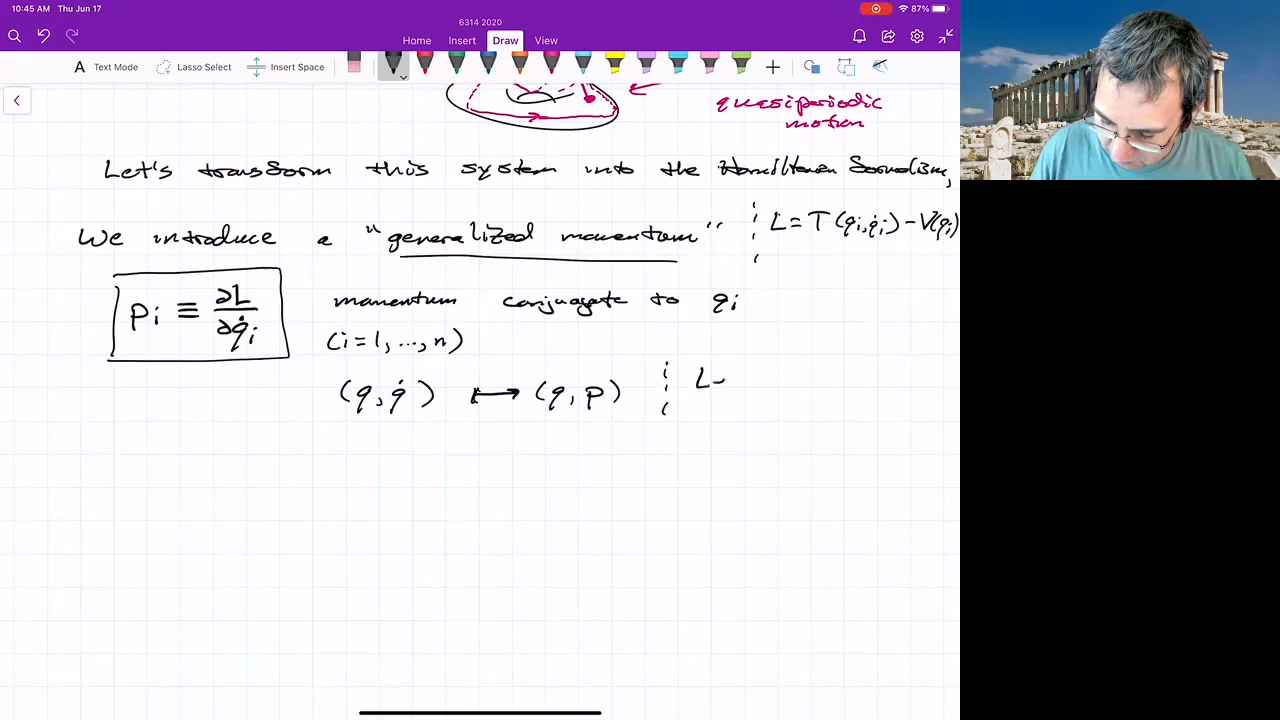 10:45 AM Thu Jun 17
87%
6314 2020
Home Insert Draw View
A Text Mode Lasso Select Insert Space
quasiperiodic
motion
Let's transform this system into the Hamiltonian formalism,
We introduce a "generalized momentum"
L = T(qᵢ, q̇ᵢ) - V(qᵢ)
pᵢ ≡ ∂L/∂q̇ᵢ momentum conjugate to qᵢ
(i = 1, ..., n)
(q, q̇) ↔ (q, p) L-